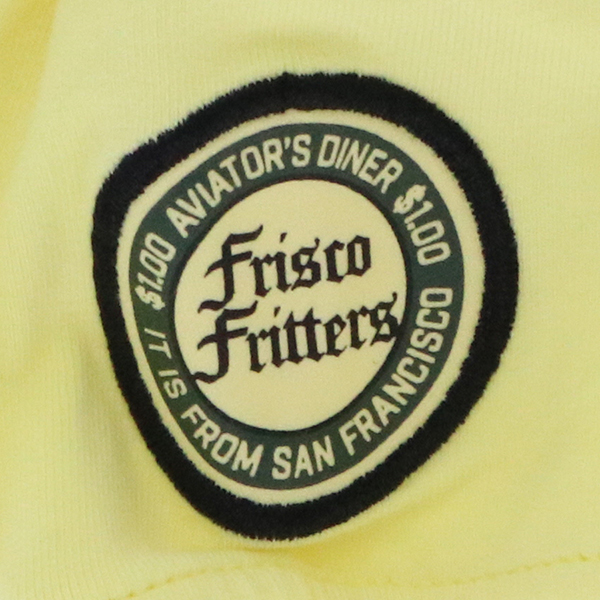 $1.00 AVIATOR'S DINER $1.00
Frisco
Fritters
IT IS FROM SAN FRANCISCO